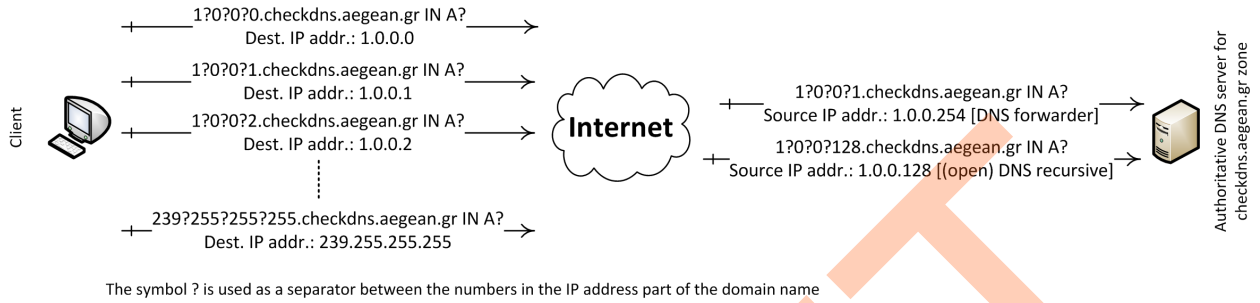 Client
1?0?0?0.checkdns.aegean.gr IN A?
Dest. IP addr.: 1.0.0.0
1?0?0?1.checkdns.aegean.gr IN A?
Dest. IP addr.: 1.0.0.1
1?0?0?2.checkdns.aegean.gr IN A?
Dest. IP addr.: 1.0.0.2
239?255?255?255.checkdns.aegean.gr IN A?
Dest. IP addr.: 239.255.255.255
Internet
1?0?0?1.checkdns.aegean.gr IN A?
Source IP addr.: 1.0.0.254 [DNS forwarder]
1?0?0?128.checkdns.aegean.gr IN A?
Source IP addr.: 1.0.0.128 [(open) DNS recursive]
Authoritative DNS server for
checkdns.aegean.gr zone
The symbol ? is used as a separator between the numbers in the IP address part of the domain name